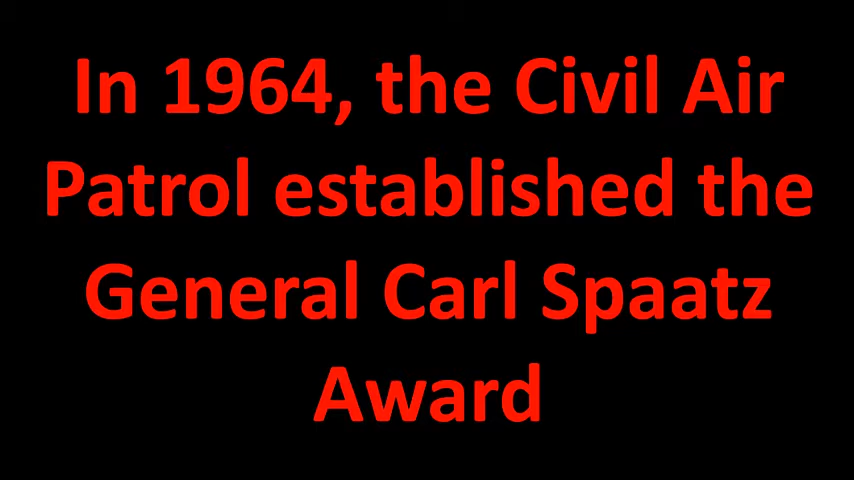 In 1964, the Civil Air
Patrol established the
General Carl Spaatz
Award